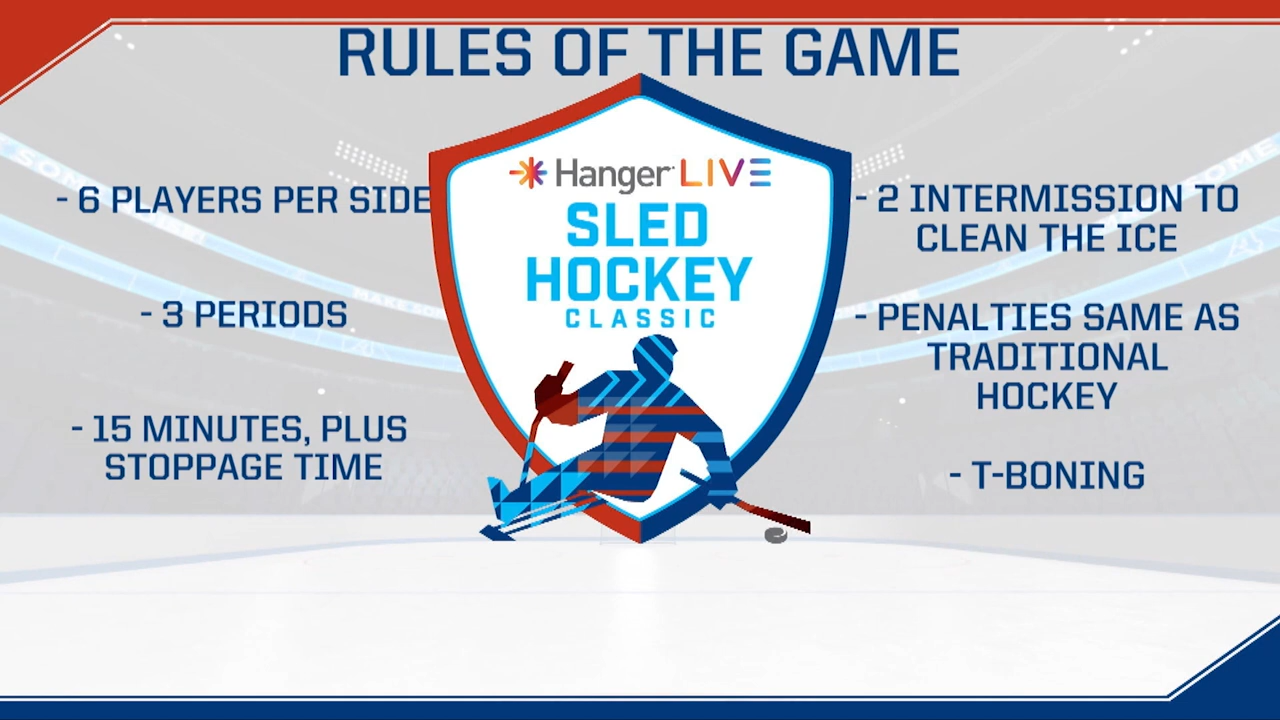 RULES OF THE GAME
- 6 PLAYERS PER SIDE
- 3 PERIODS
- 15 MINUTES, PLUS
STOPPAGE TIME
Hanger LIVE
SLED
HOCKEY
CLASSIC
- 2 INTERMISSION TO
CLEAN THE ICE
- PENALTIES SAME AS
TRADITIONAL
HOCKEY
- T-BONING